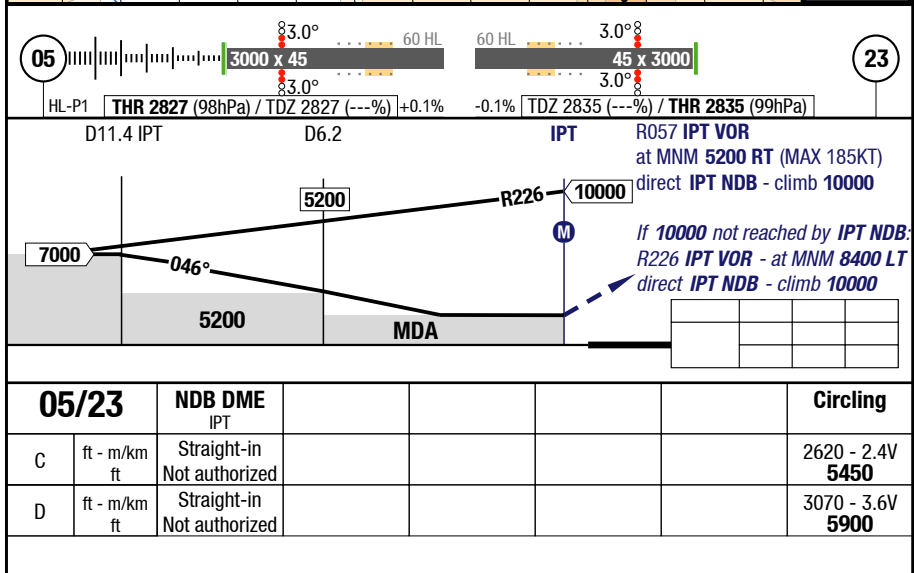 3.0° 60 HL 60 HL 3.0°
05 3000 x 45 45 x 3000 23
3.0° 3.0°
HL-P1 THR 2827 (98hPa) / TDZ 2827 (---%) +0.1% -0.1% TDZ 2835 (---%) / THR 2835 (99hPa)
D11.4 IPT D6.2 IPT R057 IPT VOR
at MNM 5200 RT (MAX 185KT)
5200 R226 10000 direct IPT NDB - climb 10000
M If 10000 not reached by IPT NDB:
7000 046° R226 IPT VOR - at MNM 8400 LT
direct IPT NDB - climb 10000
5200 MDA
05/23 NDB DME Circling
IPT
C ft - m/km Straight-in 2620 - 2.4V
ft Not authorized 5450
D ft - m/km Straight-in 3070 - 3.6V
ft Not authorized 5900